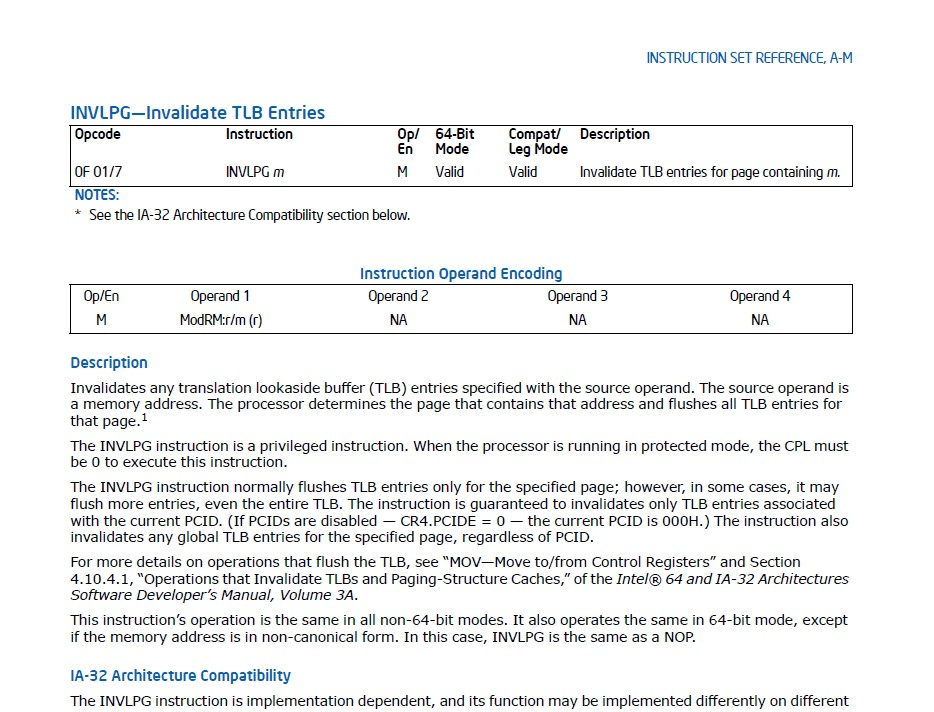 INSTRUCTION SET REFERENCE, A-M
INVLPG—Invalidate TLB Entries
Opcode Instruction Op/ En 64-Bit Mode Compat/ Leg Mode Description
0F 01/7 INVLPG m M Valid Valid Invalidate TLB entries for page containing m.
NOTES:
* See the IA-32 Architecture Compatibility section below.
Instruction Operand Encoding
Op/En Operand 1 Operand 2 Operand 3 Operand 4
M ModRM:r/m (r) NA NA NA
Description
Invalidates any translation lookaside buffer (TLB) entries specified with the source operand. The source operand is
a memory address. The processor determines the page that contains that address and flushes all TLB entries for
that page.1
The INVLPG instruction is a privileged instruction. When the processor is running in protected mode, the CPL must
be 0 to execute this instruction.
The INVLPG instruction normally flushes TLB entries only for the specified page; however, in some cases, it may
flush more entries, even the entire TLB. The instruction is guaranteed to invalidates only TLB entries associated
with the current PCID. (If PCIDs are disabled — CR4.PCIDE = 0 — the current PCID is 000H.) The instruction also
invalidates any global TLB entries for the specified page, regardless of PCID.
For more details on operations that flush the TLB, see “MOV—Move to/from Control Registers” and Section
4.10.4.1, “Operations that Invalidate TLBs and Paging-Structure Caches,” of the Intel® 64 and IA-32 Architectures
Software Developer’s Manual, Volume 3A.
This instruction’s operation is the same in all non-64-bit modes. It also operates the same in 64-bit mode, except
if the memory address is in non-canonical form. In this case, INVLPG is the same as a NOP.
IA-32 Architecture Compatibility
The INVLPG instruction is implementation dependent, and its function may be implemented differently on different